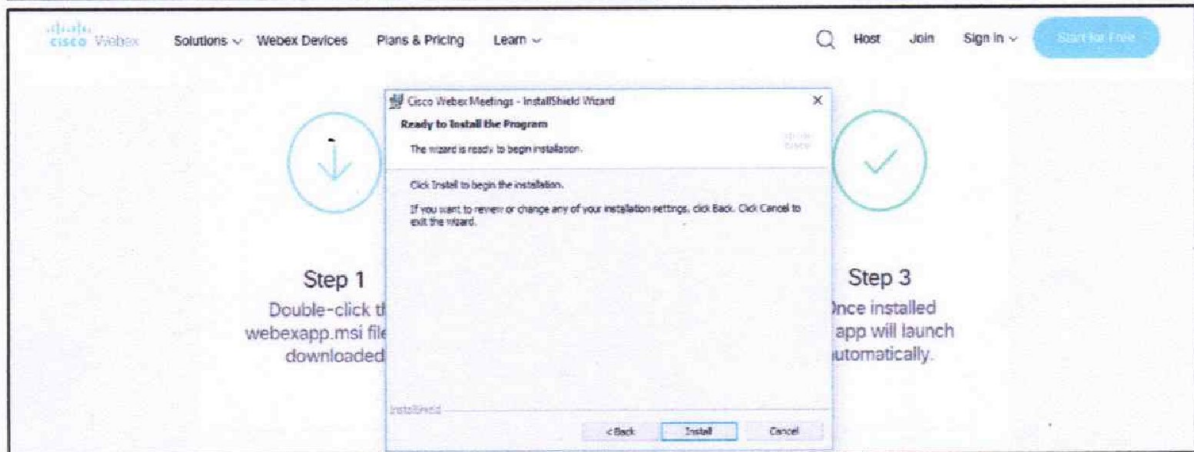 cisco Webex Solutions Webex Devices Plans & Pricing Learn Host Join Sign in Start for Free
Cisco Webex Meetings - InstallShield Wizard X
Ready to Install the Program
The wizard is ready to begin installation.
cisco
Click Install to begin the installation.
If you want to review or change any of your installation settings, click Back. Click Cancel to
exit the wizard.
Step 1
Double-click th
webexapp.msi file
downloaded
Step 3
Once installed
app will launch
automatically.
InstallShield
< Back Install Cancel